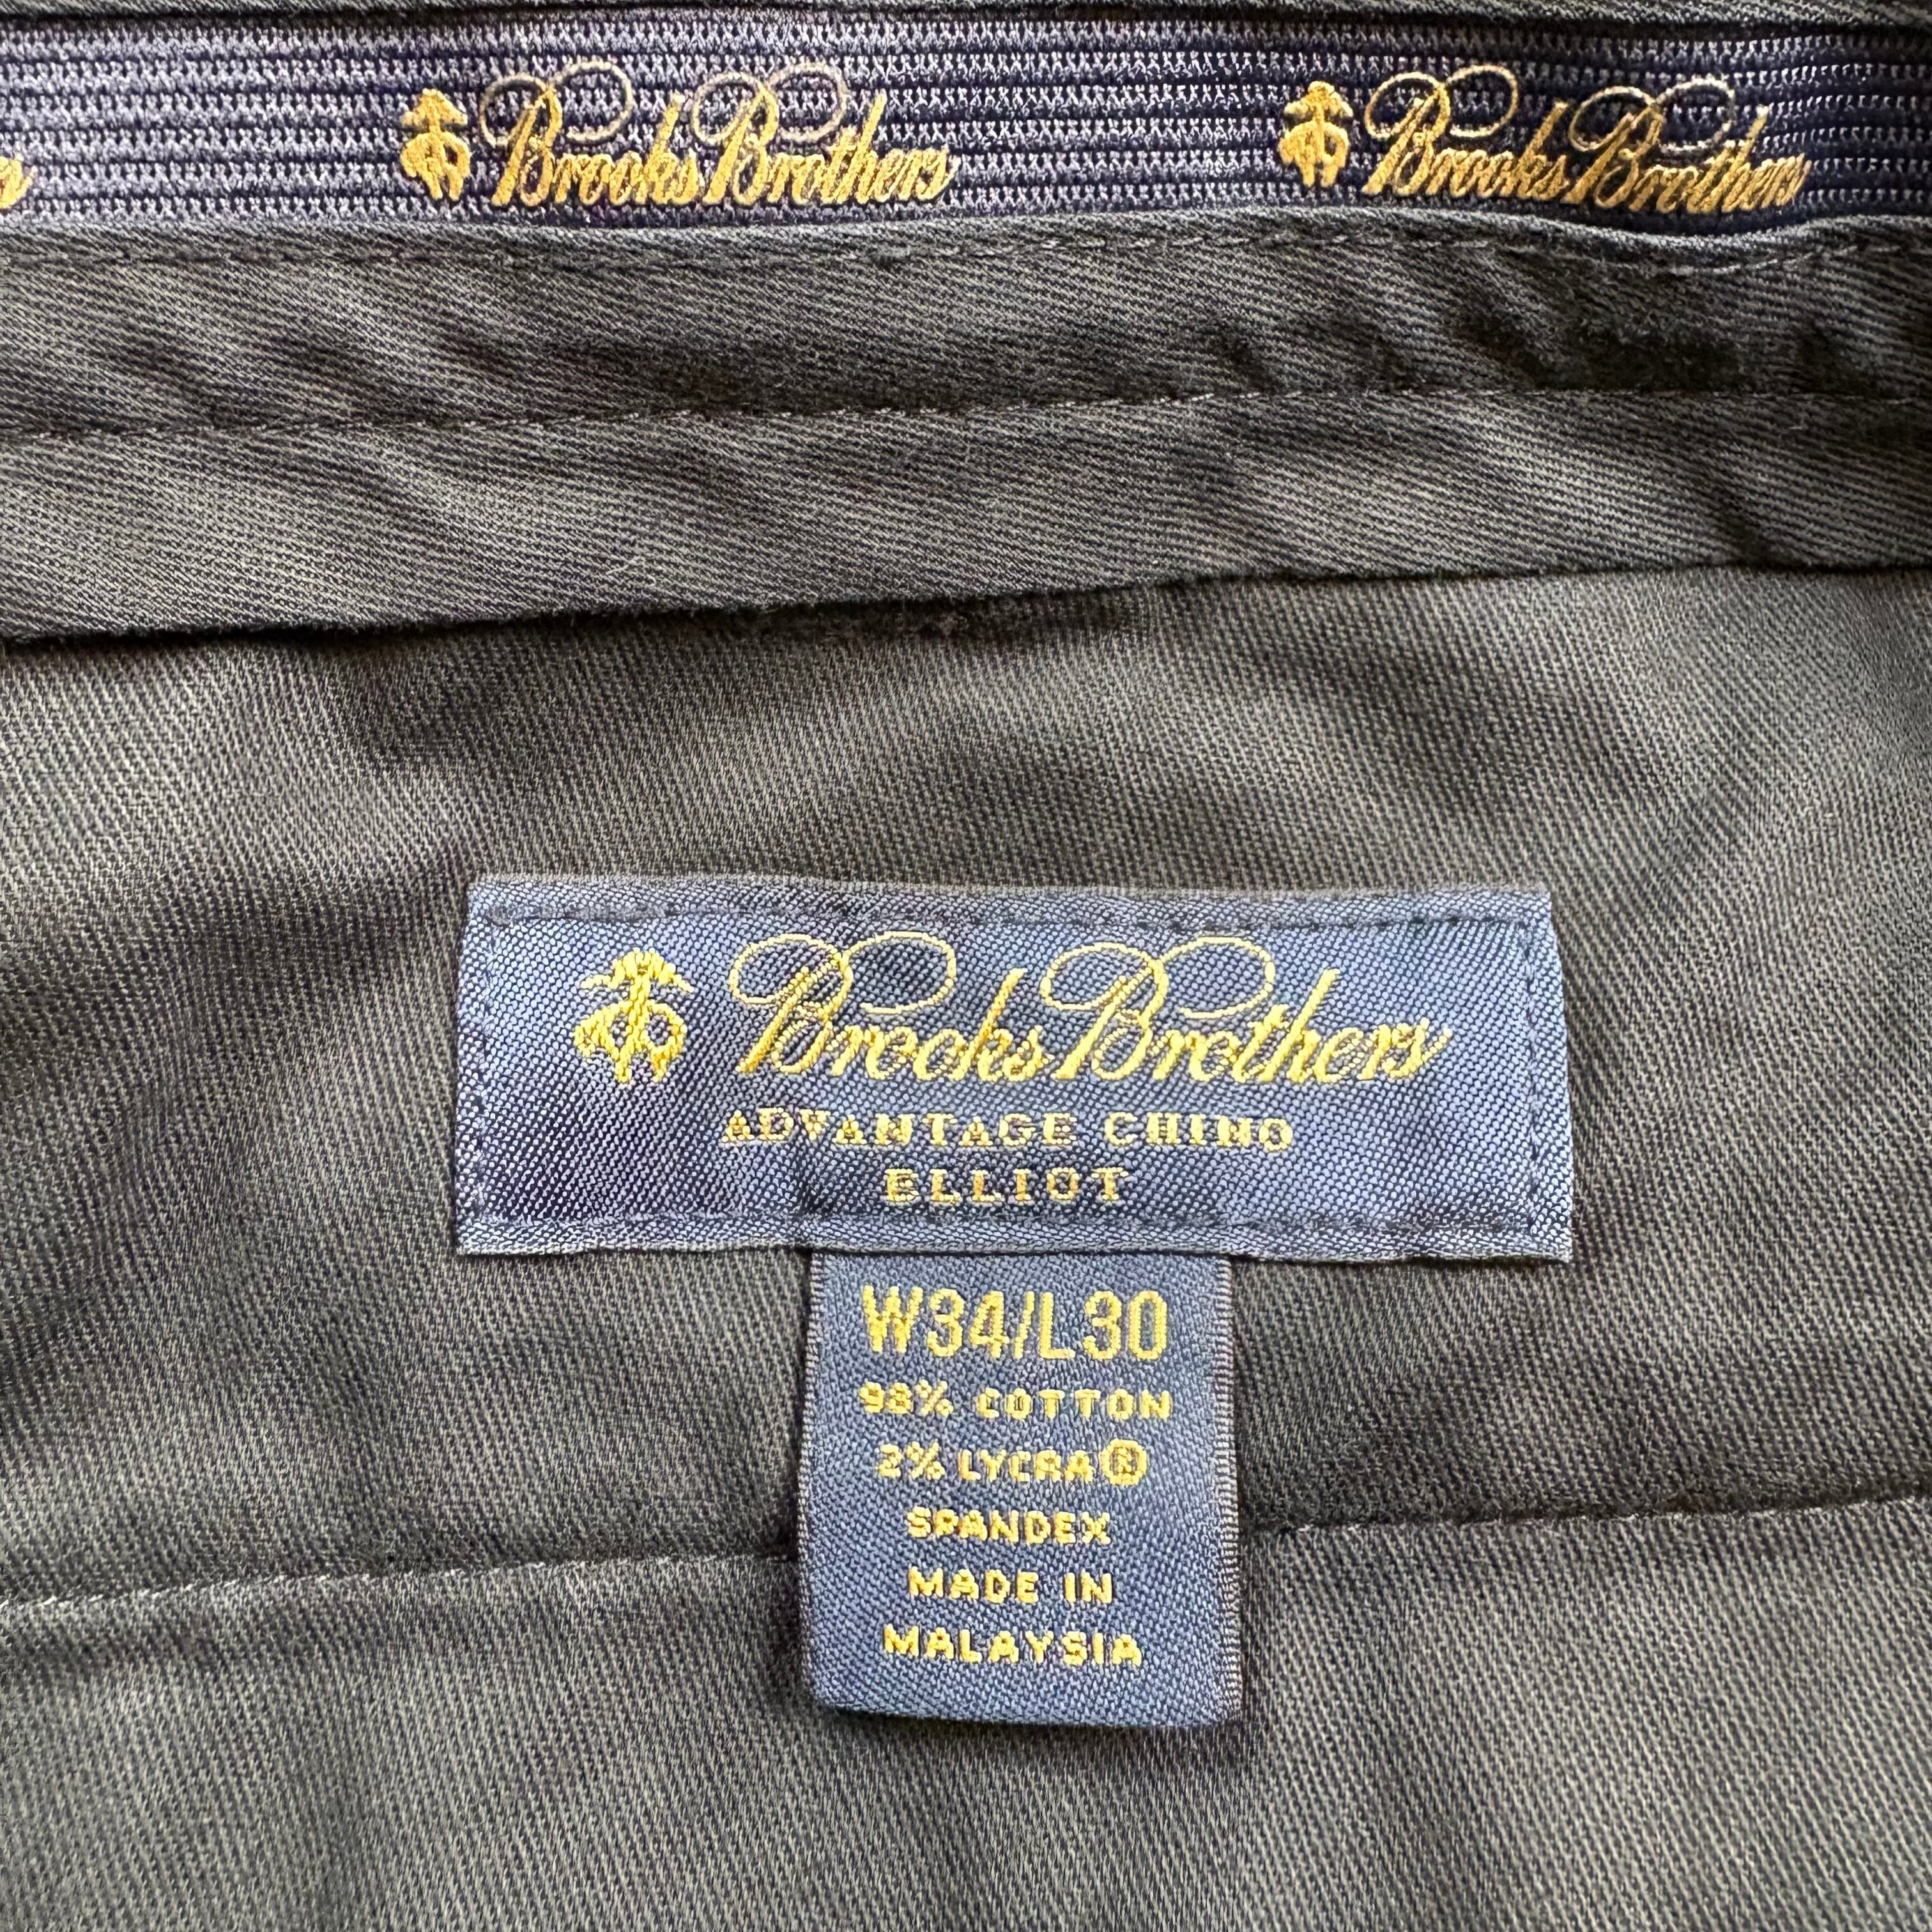 Brooks Brothers Brooks Brothers
Brooks Brothers
ADVANTAGE CHINO
ELLIOT
W34/L30
98% COTTON
2% LYCRA®
SPANDEX
MADE IN
MALAYSIA